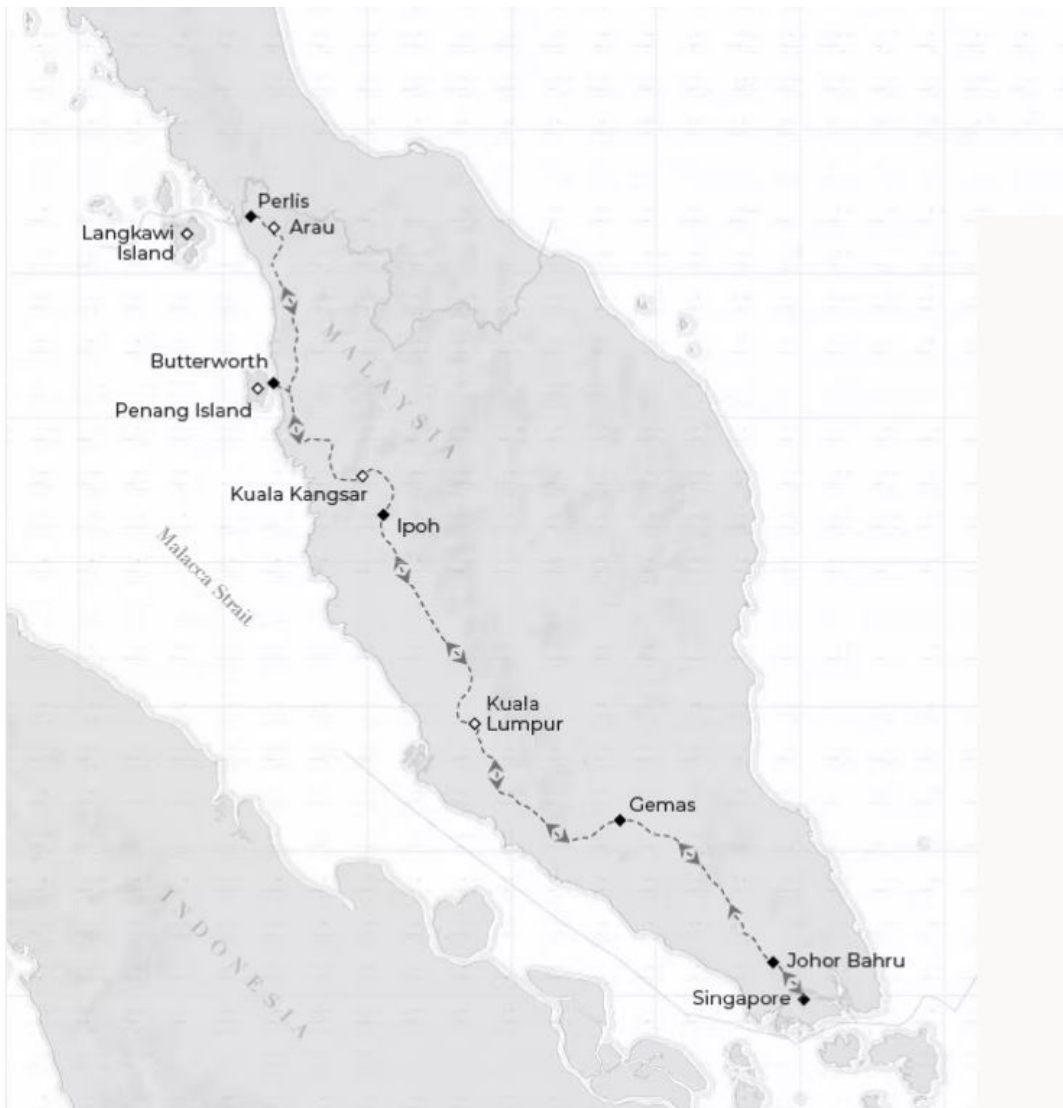 Perlis
Arau
Langkawi
Island
MALAYSIA
Butterworth
Penang Island
Kuala Kangsar
Ipoh
Malacca Strait
Kuala
Lumpur
Gemas
INDONESIA
Johor Bahru
Singapore